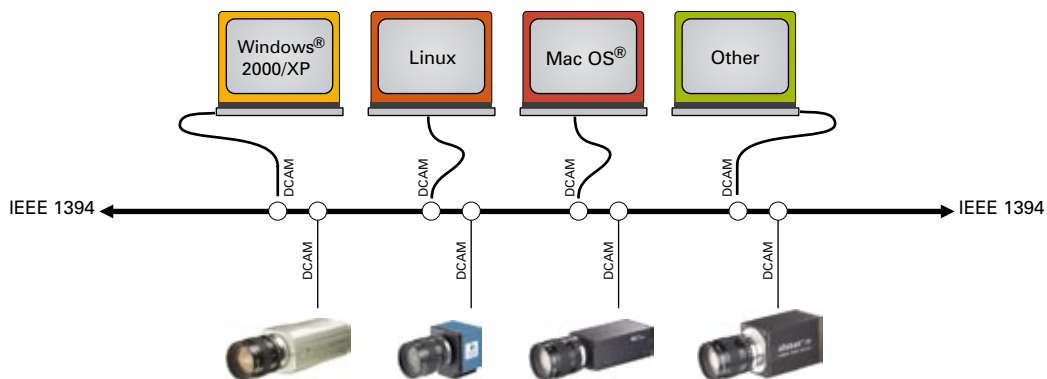 Windows®
2000/XP
Linux
Mac OS®
Other
DCAM
DCAM
DCAM
DCAM
IEEE 1394
IEEE 1394
DCAM
DCAM
DCAM
DCAM